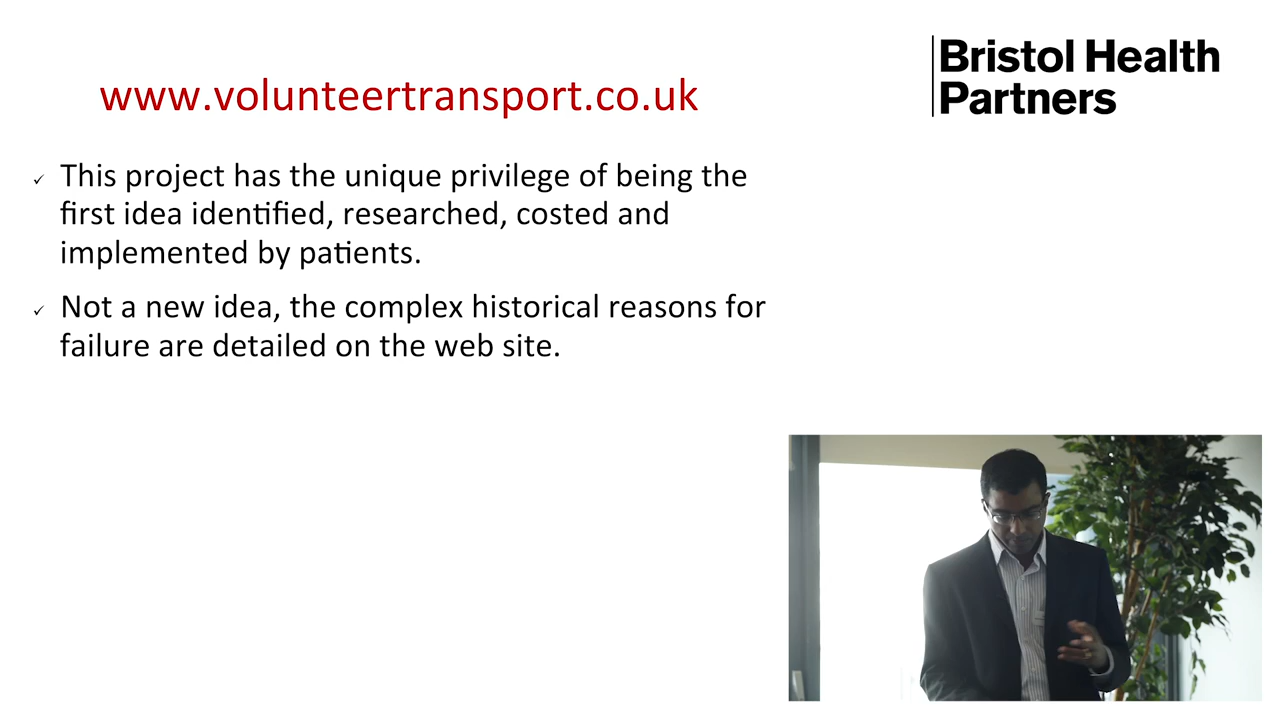 www.volunteertransport.co.uk
Bristol Health
Partners
✓ This project has the unique privilege of being the
first idea identified, researched, costed and
implemented by patients.
✓ Not a new idea, the complex historical reasons for
failure are detailed on the web site.